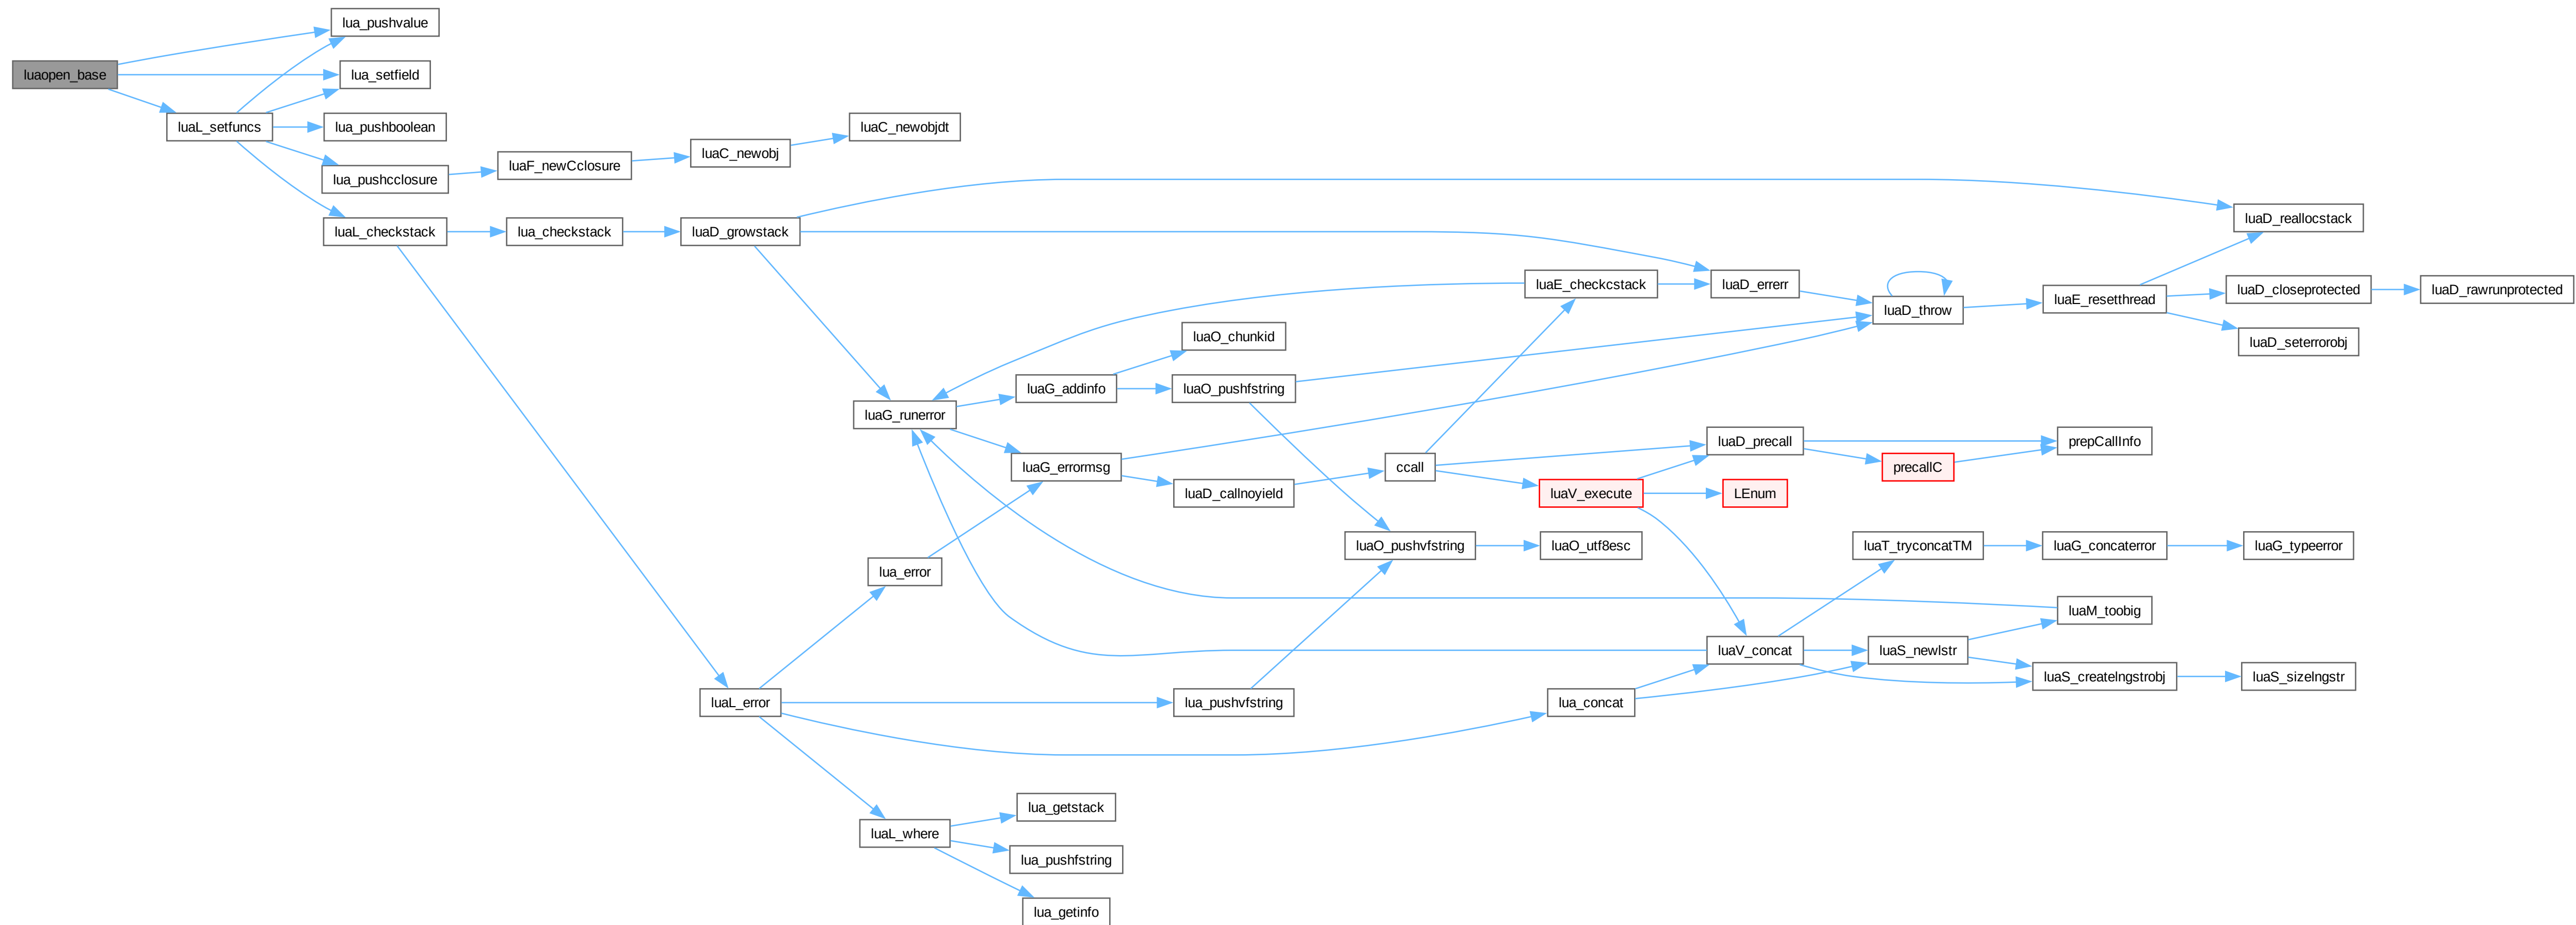 lua_pushvalue
luaopen_base
lua_setfield
luaL_setfuncs
lua_pushboolean
luaC_newobjdt
luaC_newobj
luaF_newCclosure
lua_pushcclosure
luaL_checkstack
lua_checkstack
luaD_growstack
luaD_reallocstack
luaE_checkcstack
luaD_errerr
luaD_throw
luaE_resetthread
luaD_closeprotected
luaD_rawrunprotected
luaD_seterrorobj
luaO_chunkid
luaG_addinfo
luaO_pushfstring
luaG_runerror
luaG_errormsg
luaD_callnoyield
ccall
luaD_precall
prepCallInfo
precallC
luaV_execute
LEnum
luaO_pushvfstring
luaO_utf8esc
luaT_tryconcatTM
luaG_concaterror
luaG_typeerror
lua_error
luaM_toobig
luaV_concat
luaS_newlstr
luaS_createlngstrobj
luaS_sizelngstr
luaL_error
lua_pushvfstring
lua_concat
lua_getstack
luaL_where
lua_pushfstring
lua_getinfo